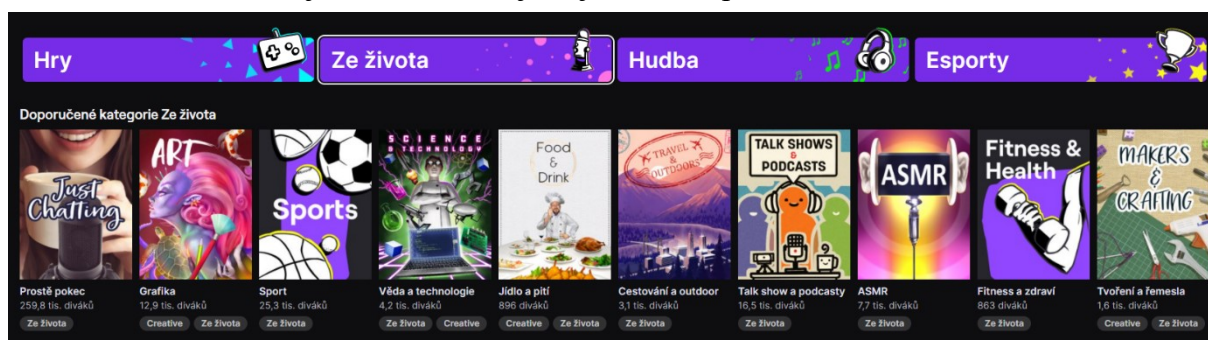 Hry
Ze života
Hudba
Esporty
Doporučené kategorie Ze života
Just
Chatting
ART
Sports
SCIENCE
& TECHNOLOGY
Food
&
Drink
TRAVEL
&
OUTDOORS
TALK SHOWS
&
PODCASTS
ASMR
Fitness &
Health
MAKERS
&
CRAFTING
Prostě pokec
259,8 tis. diváků
Ze života
Grafika
12,9 tis. diváků
Creative Ze života
Sport
25,3 tis. diváků
Ze života
Věda a technologie
4,2 tis. diváků
Ze života Creative
Jídlo a pití
896 diváků
Creative Ze života
Cestování a outdoor
3,1 tis. diváků
Ze života
Talk show a podcasty
16,5 tis. diváků
Ze života
ASMR
7,7 tis. diváků
Ze života
Fitness a zdraví
863 diváků
Ze života
Tvoření a řemesla
1,6 tis. diváků
Creative Ze života